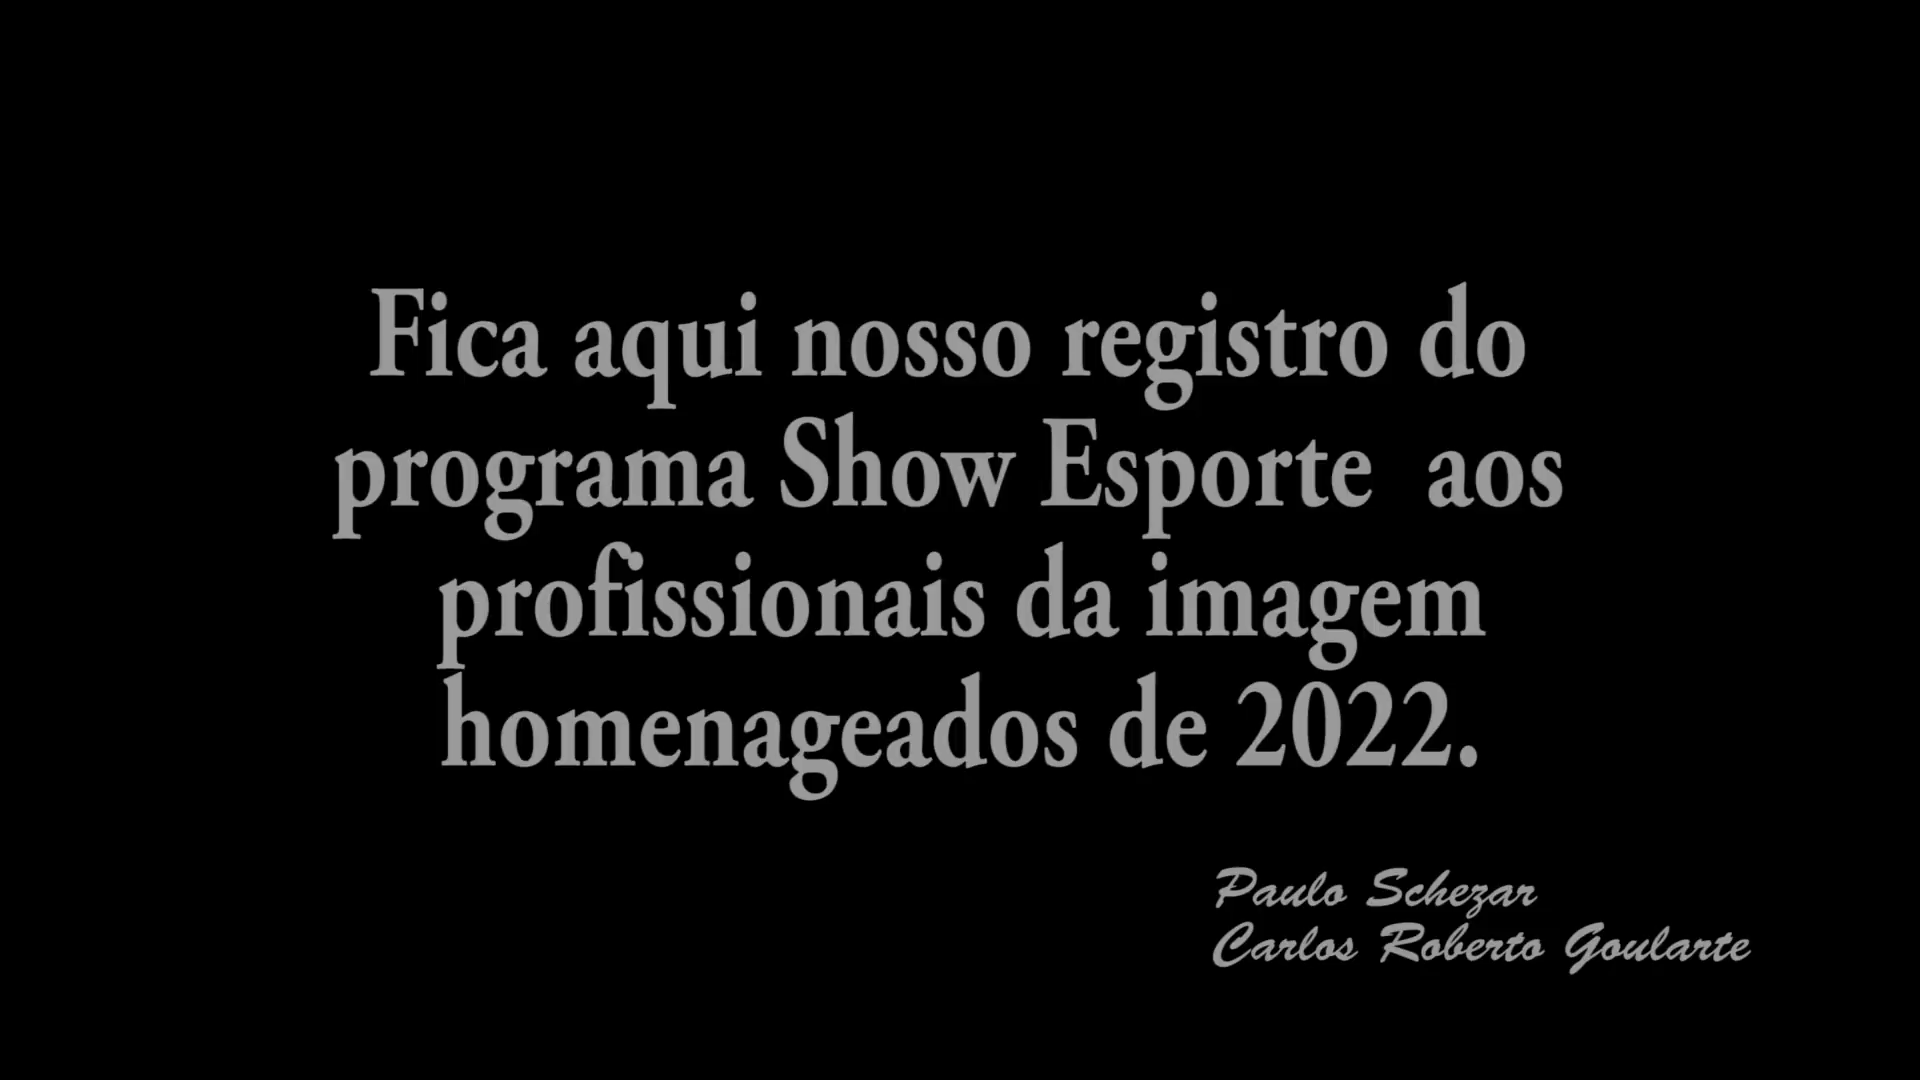 Fica aqui nosso registro do
programa Show Esporte  aos
profissionais da imagem
homenageados de 2022.
Paulo Schezar
Carlos Roberto Goularte